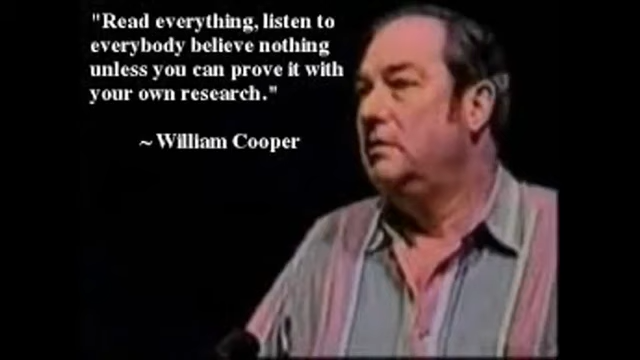 "Read everything, listen to
everybody believe nothing
unless you can prove it with
your own research."
~ William Cooper